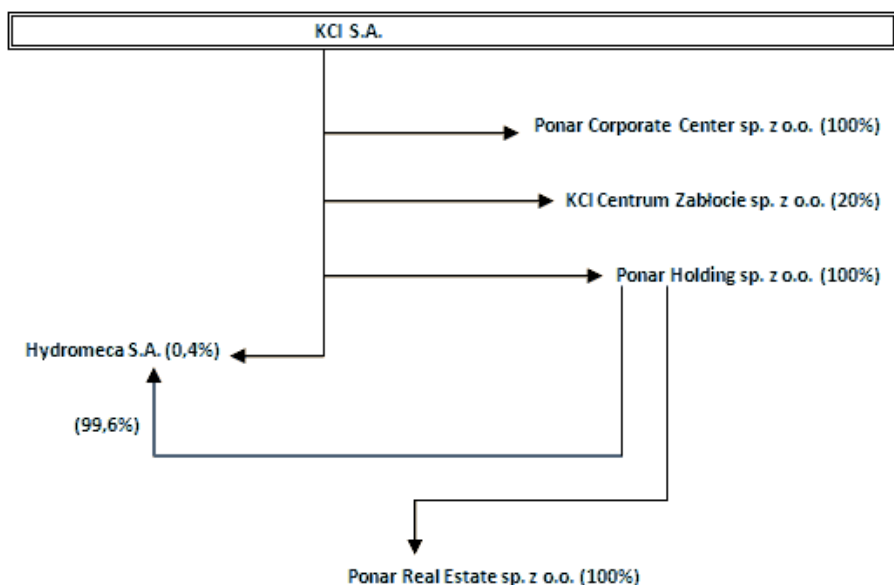 KCI S.A.
Ponar Corporate Center sp. z o.o. (100%)
KCI Centrum Zabłocie sp. z o.o. (20%)
Ponar Holding sp. z o.o. (100%)
Hydromeca S.A. (0,4%)
(99,6%)
Ponar Real Estate sp. z o.o. (100%)